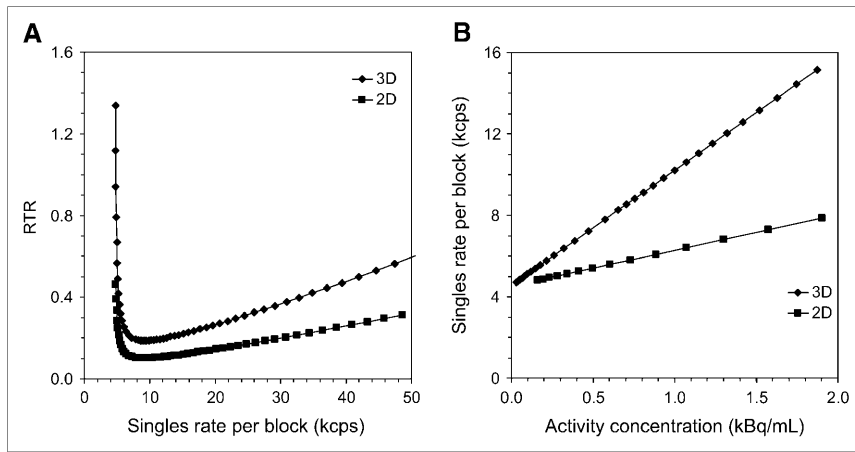 A
1.6
1.2
0.8
0.4
0.0
RTR
3D
2D
0 10 20 30 40 50
Singles rate per block (kcps)
B
16
12
8
4
0
Singles rate per block (kcps)
3D
2D
0.0 0.5 1.0 1.5 2.0
Activity concentration (kBq/mL)